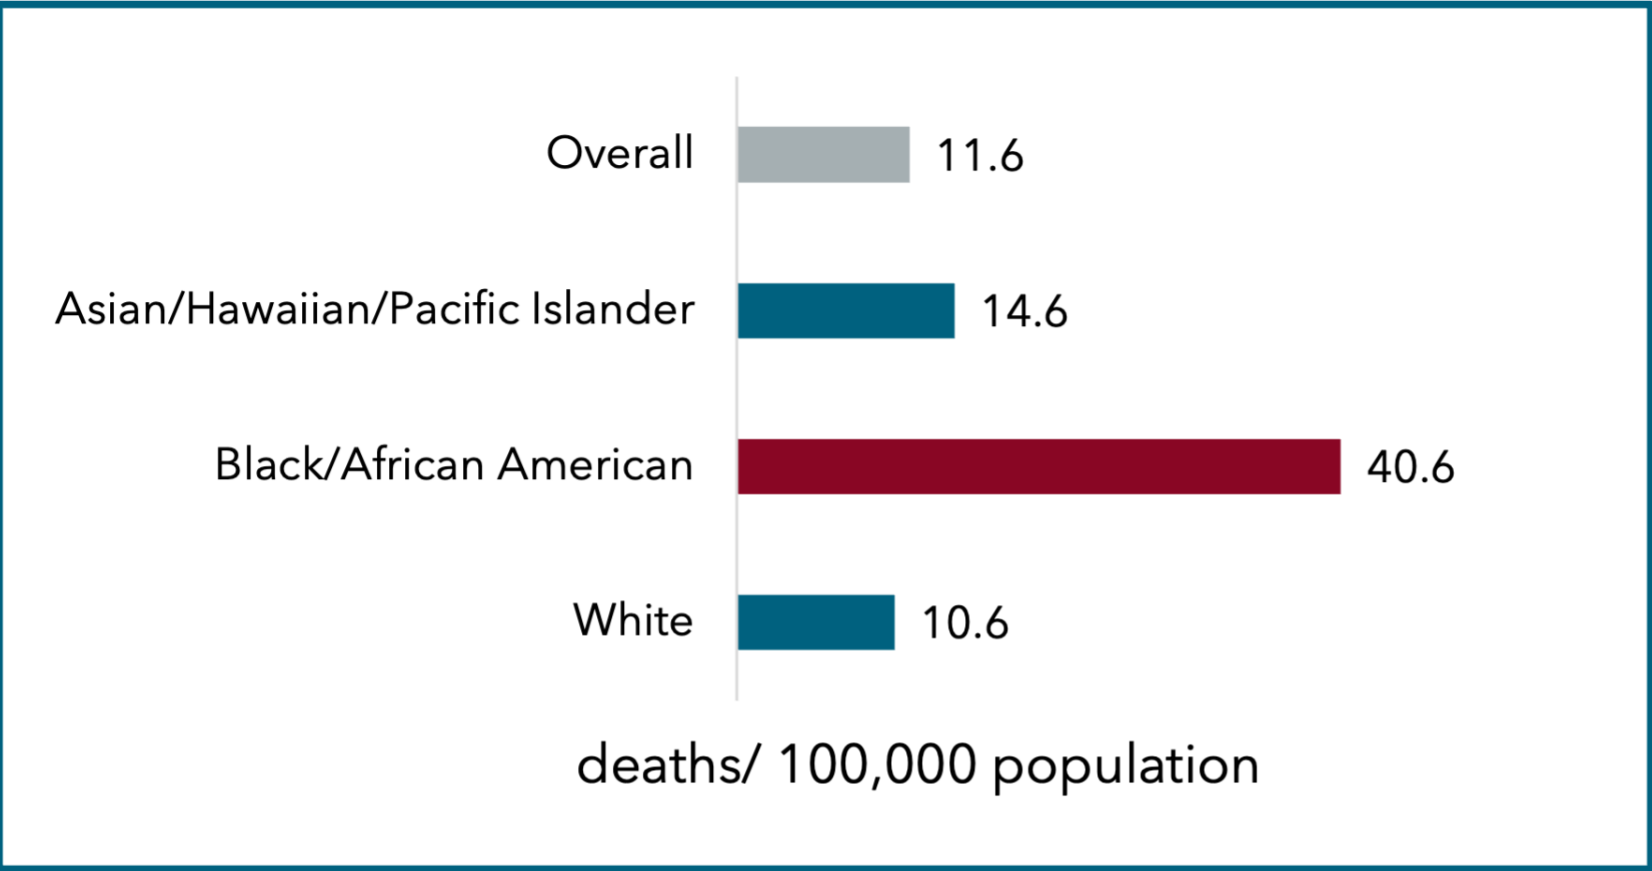 Overall 11.6
Asian/Hawaiian/Pacific Islander 14.6
Black/African American 40.6
White 10.6
deaths/ 100,000 population